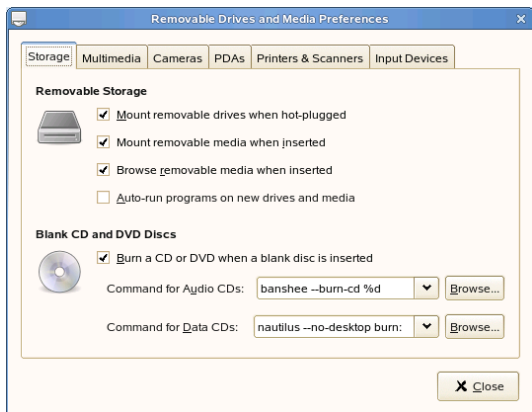 Removable Drives and Media Preferences
Storage
Multimedia
Cameras
PDAs
Printers & Scanners
Input Devices
Removable Storage
Mount removable drives when hot-plugged
Mount removable media when inserted
Browse removable media when inserted
Auto-run programs on new drives and media
Blank CD and DVD Discs
Burn a CD or DVD when a blank disc is inserted
Command for Audio CDs: banshee --burn-cd %d Browse...
Command for Data CDs: nautilus --no-desktop burn: Browse...
Close